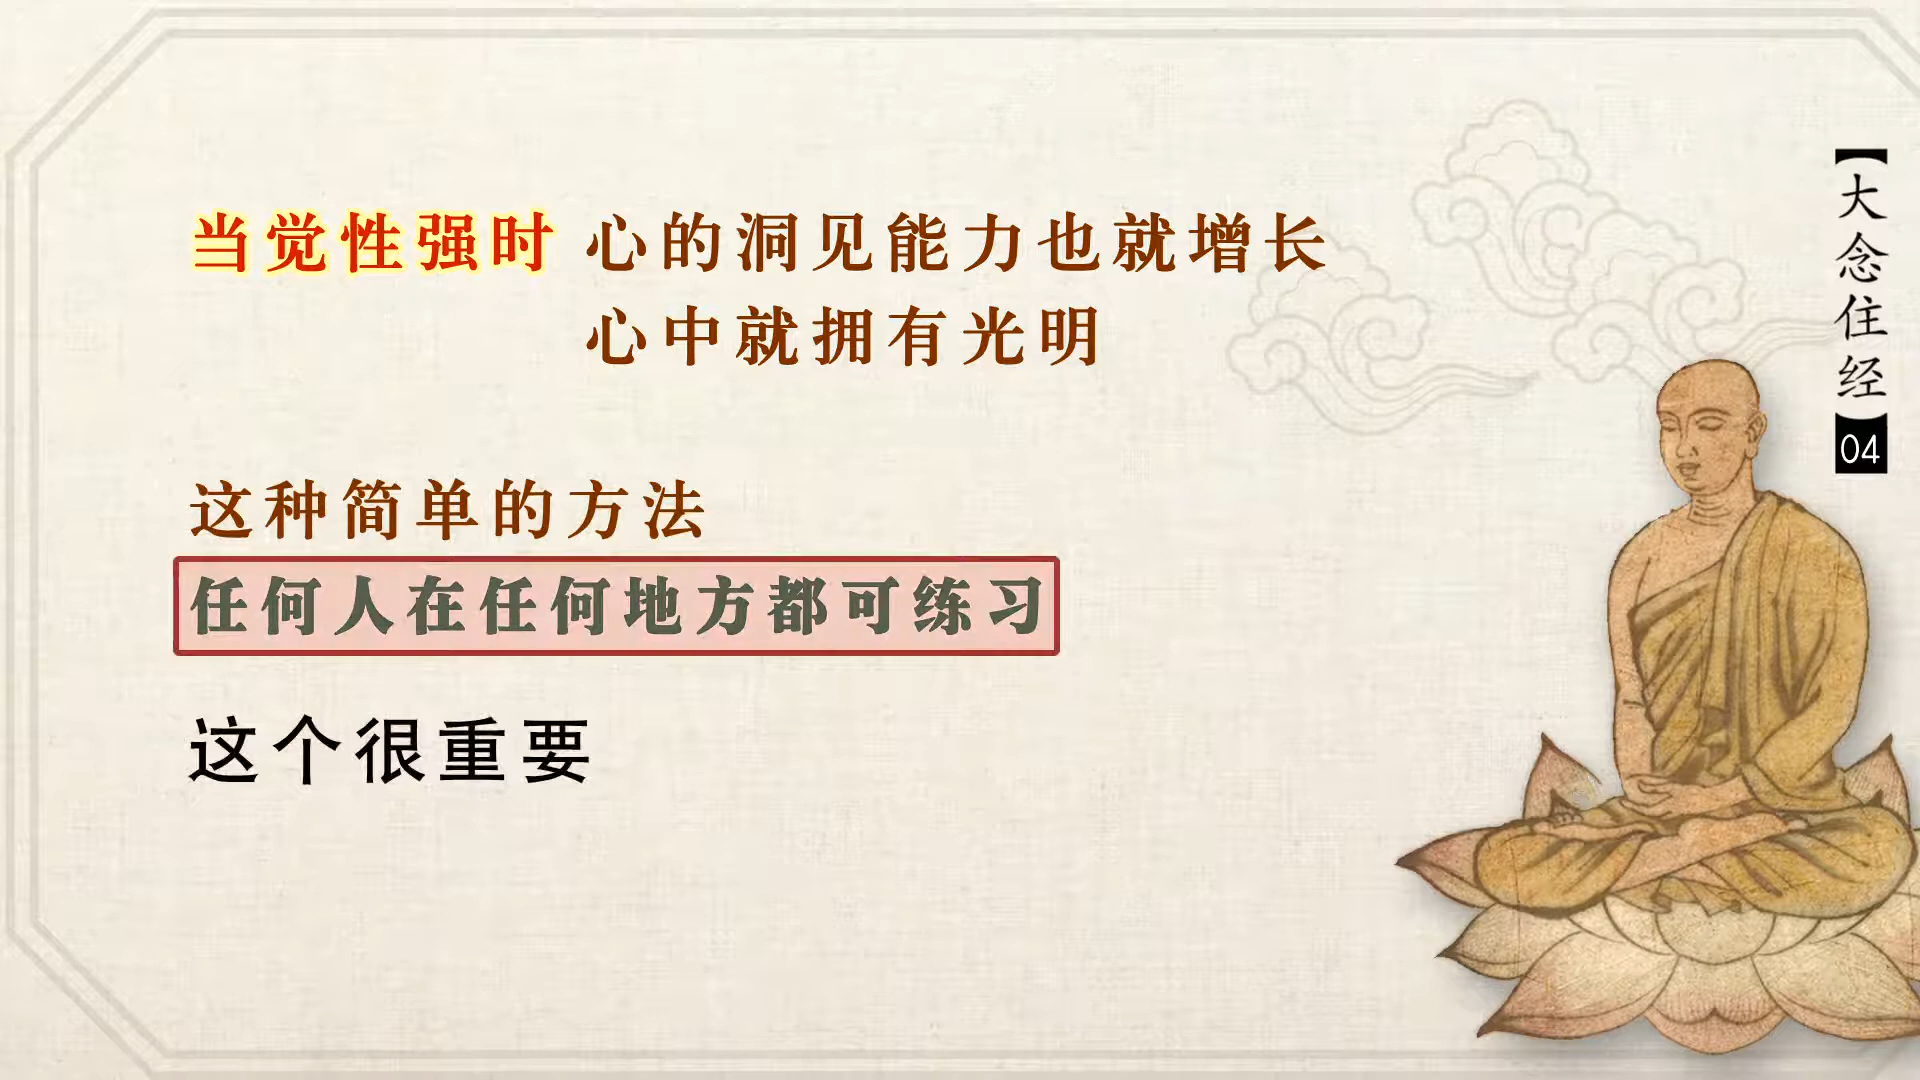 当觉性强时 心的洞见能力也就增长
心中就拥有光明
这种简单的方法
任何人在任何地方都可练习
这个很重要
【大念住经】
04